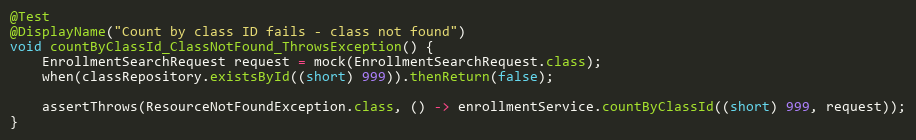 @Test
@DisplayName("Count by class ID fails - class not found")
void countByClassId_ClassNotFound_ThrowsException() {
    EnrollmentSearchRequest request = mock(EnrollmentSearchRequest.class);
    when(classRepository.existsById((short) 999)).thenReturn(false);

    assertThrows(ResourceNotFoundException.class, () -> enrollmentService.countByClassId((short) 999, request));
}